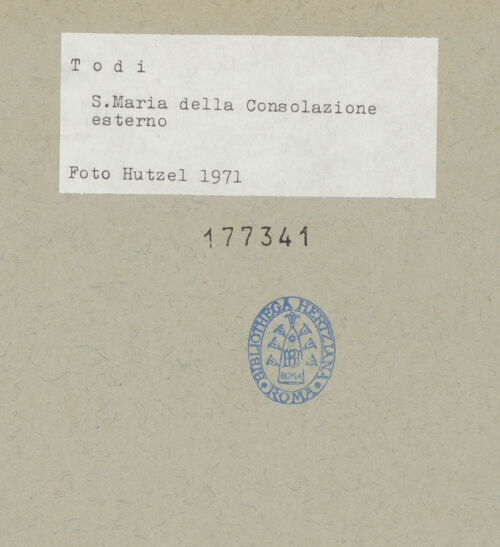 T o d i
S.Maria della Consolazione
esterno
Foto Hutzel 1971
177341
BIBLIOTHECA HERTZIANA
ROMA
ROMA